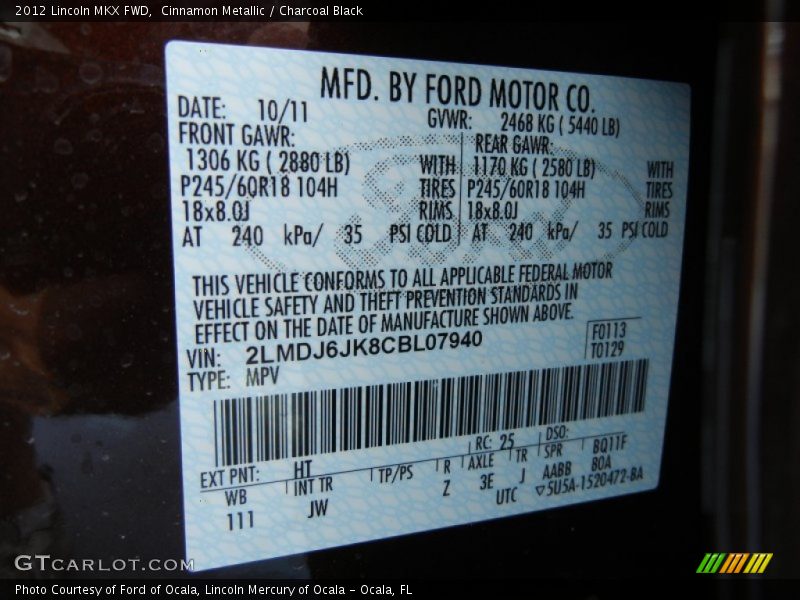 2012 Lincoln MKX FWD,  Cinnamon Metallic / Charcoal Black
MFD. BY FORD MOTOR CO.
DATE: 10/11 GVWR: 2468 KG ( 5440 LB)
FRONT GAWR: REAR GAWR:
1306 KG ( 2880 LB) WITH 1170 KG ( 2580 LB) WITH
P245/60R18 104H TIRES P245/60R18 104H TIRES
18x8.0J RIMS 18x8.0J RIMS
AT 240 kPa/ 35 PSI COLD AT 240 kPa/ 35 PSI COLD
THIS VEHICLE CONFORMS TO ALL APPLICABLE FEDERAL MOTOR
VEHICLE SAFETY AND THEFT PREVENTION STANDARDS IN
EFFECT ON THE DATE OF MANUFACTURE SHOWN ABOVE.
VIN: 2LMDJ6JK8CBL07940 F0113
TYPE: MPV T0129
EXT PNT: HT RC: 25 DSO:
WB INT TR TP/PS R AXLE TR SPR BQ11F
111 JW Z 3E J AABB BOA
UTC ▽5U5A-1520472-BA
GTCARLOT.COM
Photo Courtesy of Ford of Ocala, Lincoln Mercury of Ocala – Ocala, FL